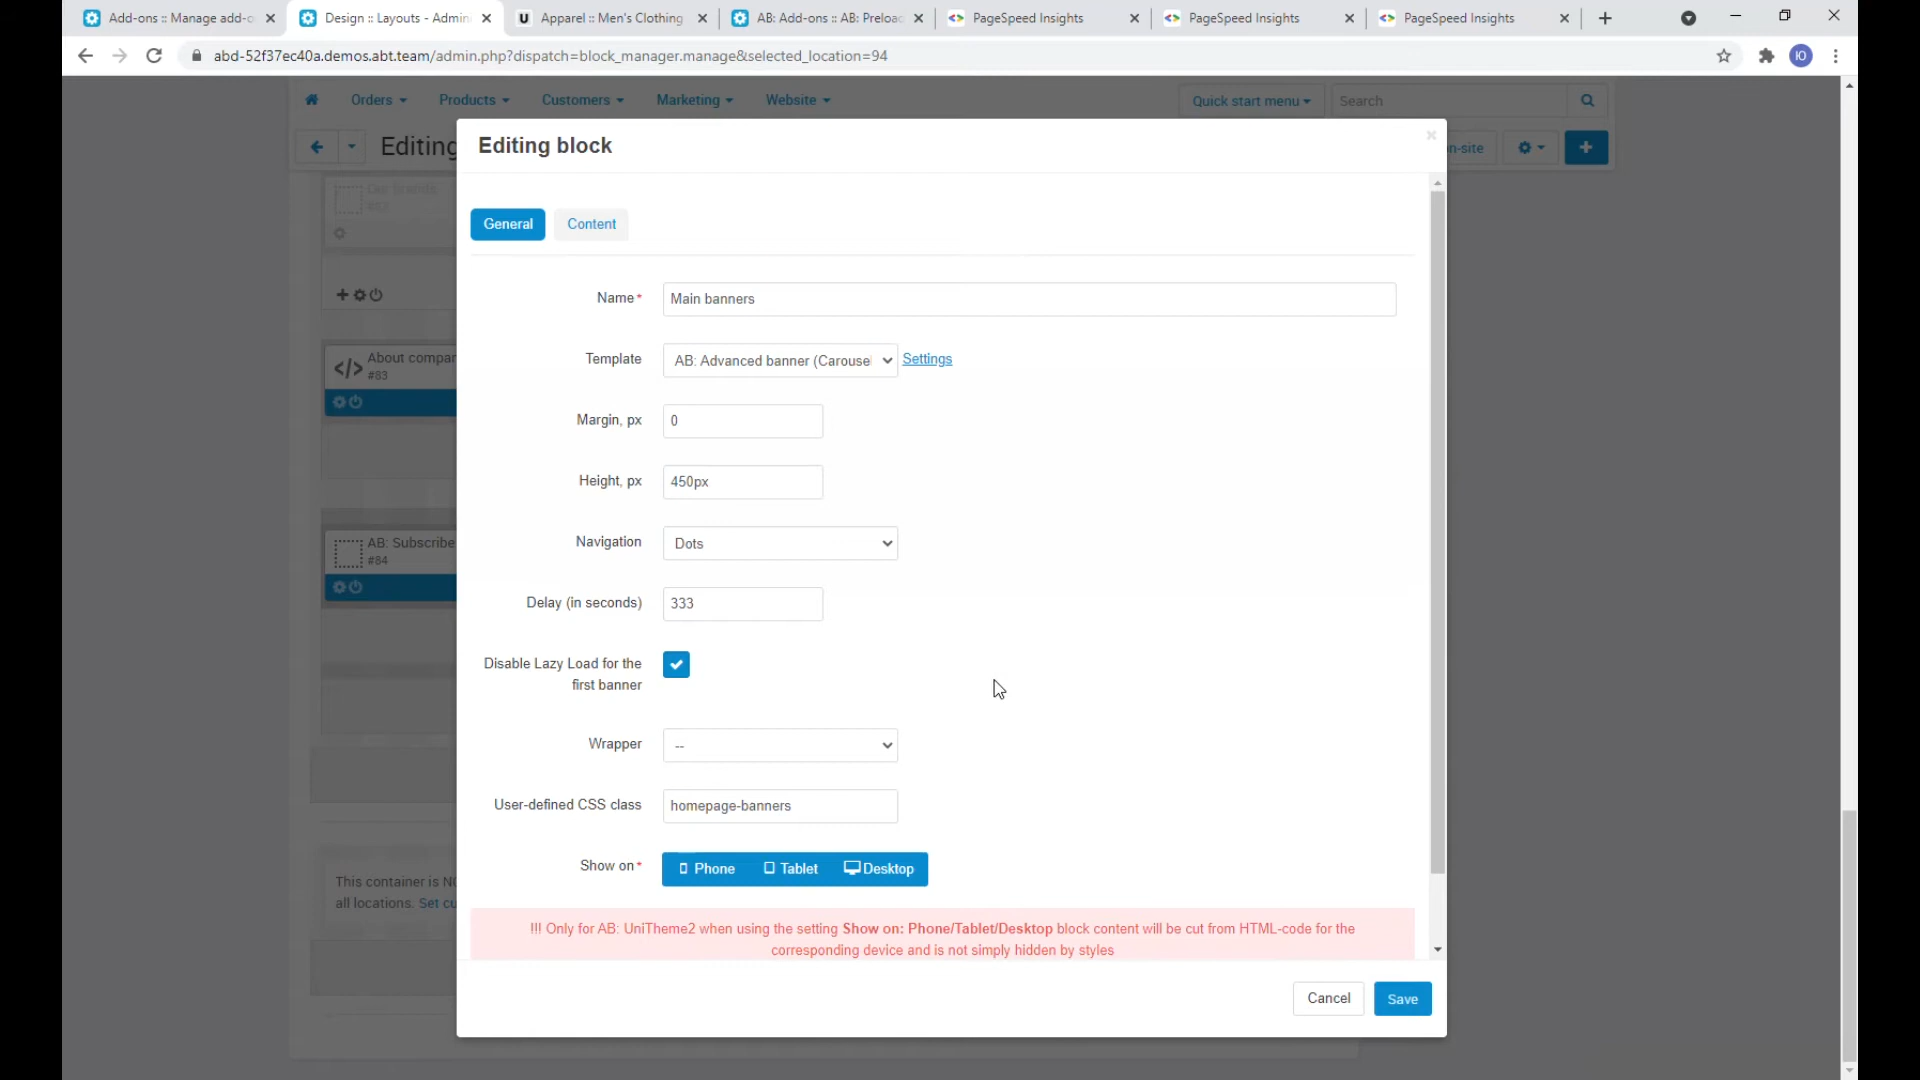 Add-ons :: Manage add-o
Design :: Layouts - Admin
Apparel :: Men's Clothing
AB: Add-ons :: AB: Preloa
PageSpeed Insights
PageSpeed Insights
PageSpeed Insights
abd-52f37ec40a.demos.abt.team/admin.php?dispatch=block_manager.manage&selected_location=94
Orders
Products
Customers
Marketing
Website
Quick start menu
Search
Editing
n-site
Editing block
General
Content
Name*
Main banners
Template
AB: Advanced banner (Carouse
Settings
Margin, px
0
Height, px
450px
Navigation
Dots
Delay (in seconds)
333
Disable Lazy Load for the
first banner
Wrapper
--
User-defined CSS class
homepage-banners
Show on*
Phone
Tablet
Desktop
!!! Only for AB: UniTheme2 when using the setting Show on: Phone/Tablet/Desktop block content will be cut from HTML-code for the
corresponding device and is not simply hidden by styles
Cancel
Save
About compan
#83
AB: Subscribe
#84
This container is NO
all locations. Set cu